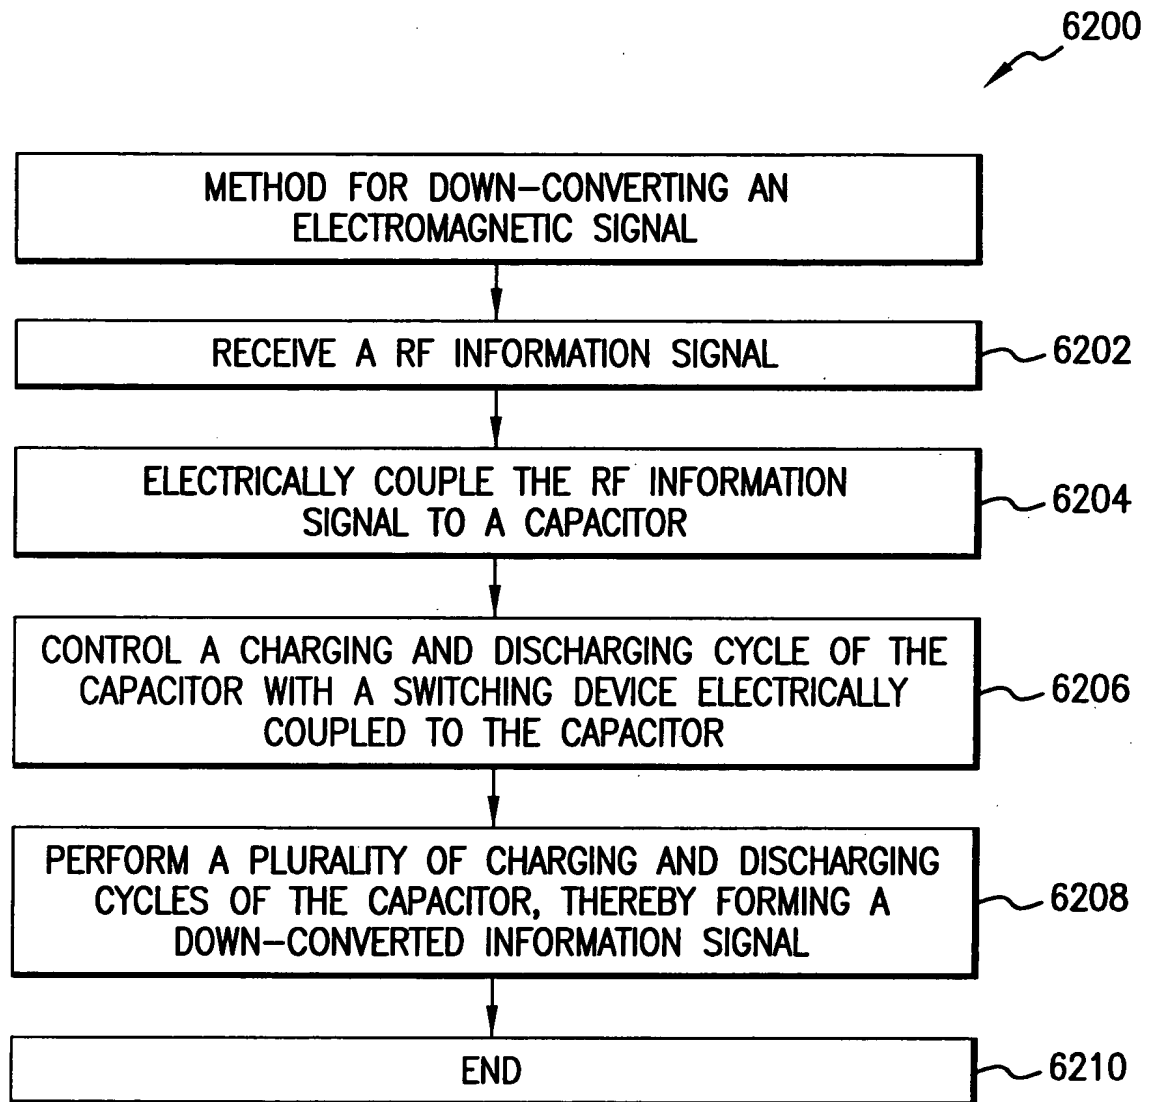 6200
METHOD FOR DOWN-CONVERTING AN
ELECTROMAGNETIC SIGNAL
RECEIVE A RF INFORMATION SIGNAL
6202
ELECTRICALLY COUPLE THE RF INFORMATION
SIGNAL TO A CAPACITOR
6204
CONTROL A CHARGING AND DISCHARGING CYCLE OF THE
CAPACITOR WITH A SWITCHING DEVICE ELECTRICALLY
COUPLED TO THE CAPACITOR
6206
PERFORM A PLURALITY OF CHARGING AND DISCHARGING
CYCLES OF THE CAPACITOR, THEREBY FORMING A
DOWN-CONVERTED INFORMATION SIGNAL
6208
END
6210